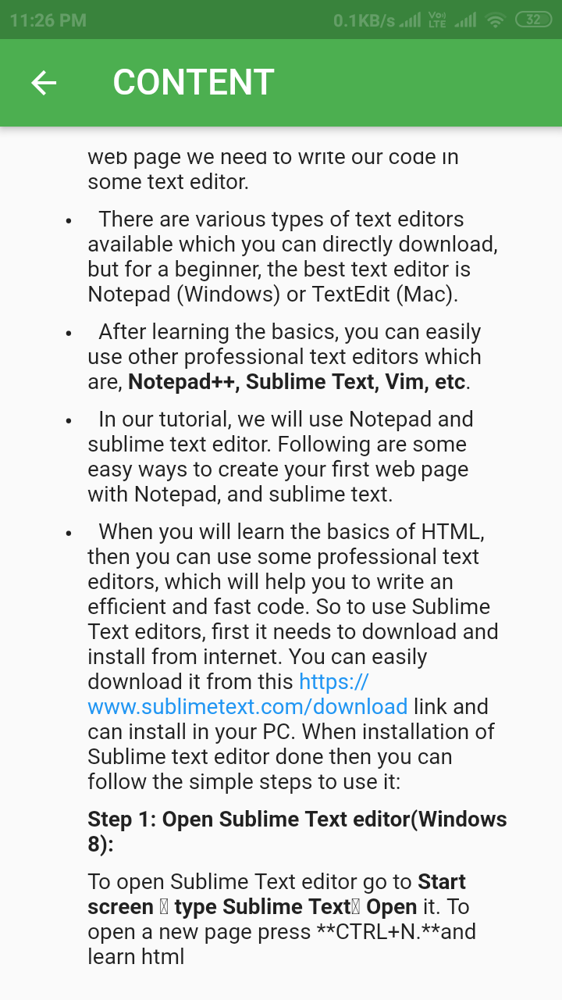 11:26 PM 0.1KB/s Vo)) LTE 32
CONTENT
web page we need to write our code in
some text editor.
• There are various types of text editors
available which you can directly download,
but for a beginner, the best text editor is
Notepad (Windows) or TextEdit (Mac).
• After learning the basics, you can easily
use other professional text editors which
are, Notepad++, Sublime Text, Vim, etc.
• In our tutorial, we will use Notepad and
sublime text editor. Following are some
easy ways to create your first web page
with Notepad, and sublime text.
• When you will learn the basics of HTML,
then you can use some professional text
editors, which will help you to write an
efficient and fast code. So to use Sublime
Text editors, first it needs to download and
install from internet. You can easily
download it from this https://
www.sublimetext.com/download link and
can install in your PC. When installation of
Sublime text editor done then you can
follow the simple steps to use it:
Step 1: Open Sublime Text editor(Windows
8):
To open Sublime Text editor go to Start
screen  type Sublime Text Open it. To
open a new page press **CTRL+N.**and
learn html